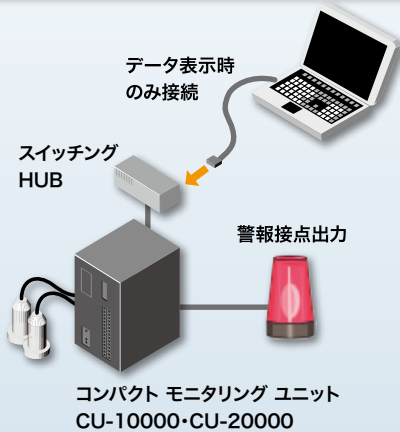 データ表示時
のみ接続
スイッチング
HUB
警報接点出力
コンパクト モニタリング ユニット
CU-10000・CU-20000